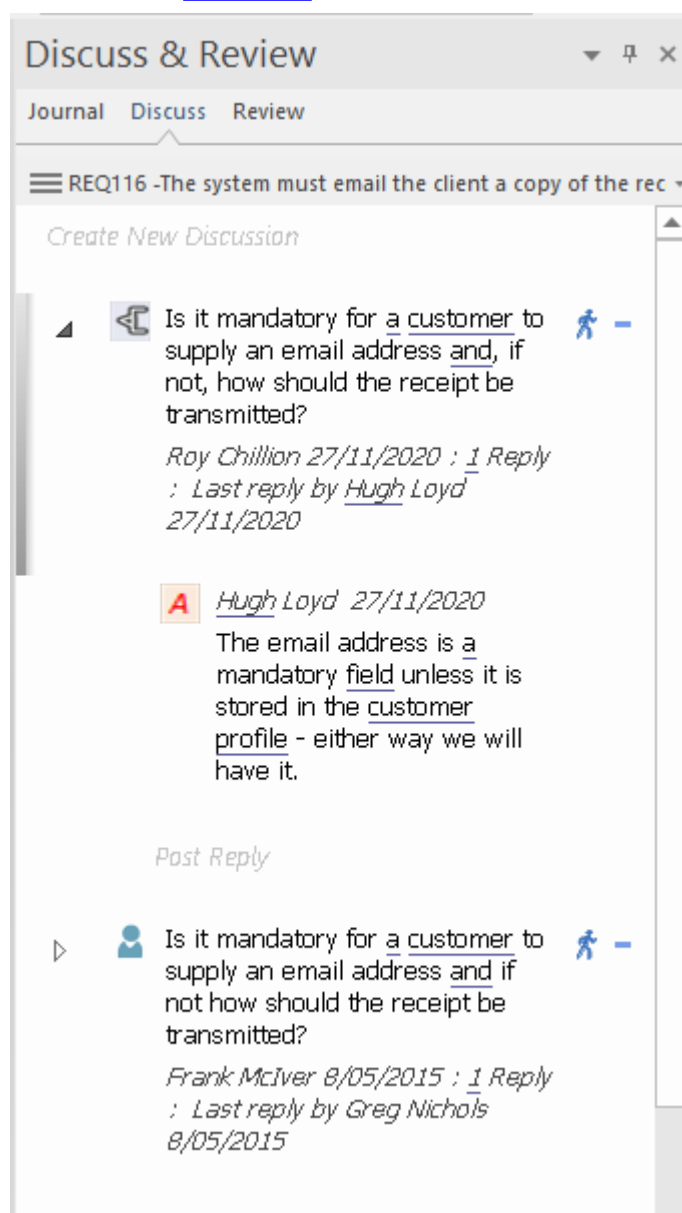 Discuss & Review
Journal Discuss Review
REQ116 -The system must email the client a copy of the rec
Create New Discussion
Is it mandatory for a customer to
supply an email address and, if
not, how should the receipt be
transmitted?
Roy Chillion 27/11/2020 : 1 Reply
: Last reply by Hugh Loyd
27/11/2020
A Hugh Loyd 27/11/2020
The email address is a
mandatory field unless it is
stored in the customer
profile - either way we will
have it.
Post Reply
Is it mandatory for a customer to
supply an email address and if
not how should the receipt be
transmitted?
Frank McIver 8/05/2015 : 1 Reply
: Last reply by Greg Nichols
8/05/2015